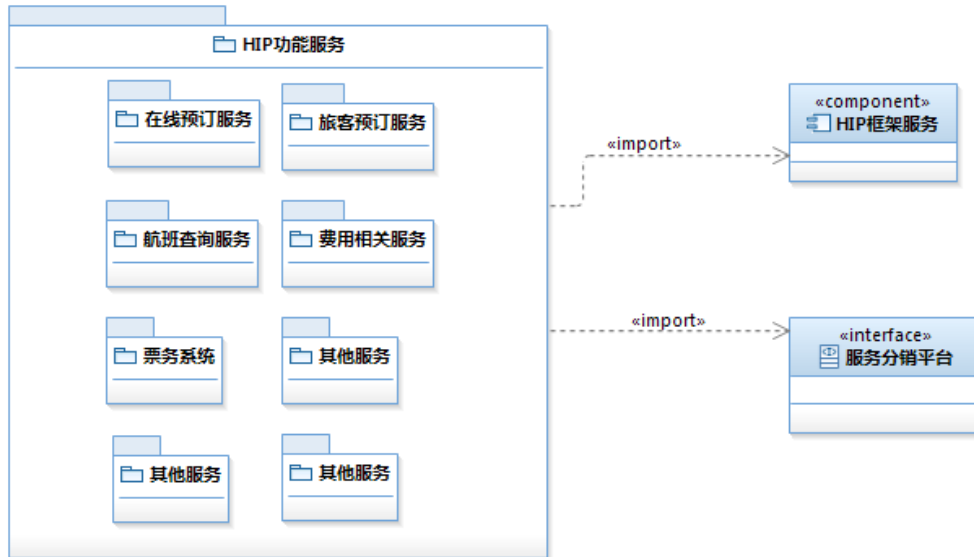 HIP功能服务
在线预订服务
旅客预订服务
航班查询服务
费用相关服务
票务系统
其他服务
其他服务
其他服务
«import»
«import»
«component»
HIP框架服务
«interface»
服务分销平台